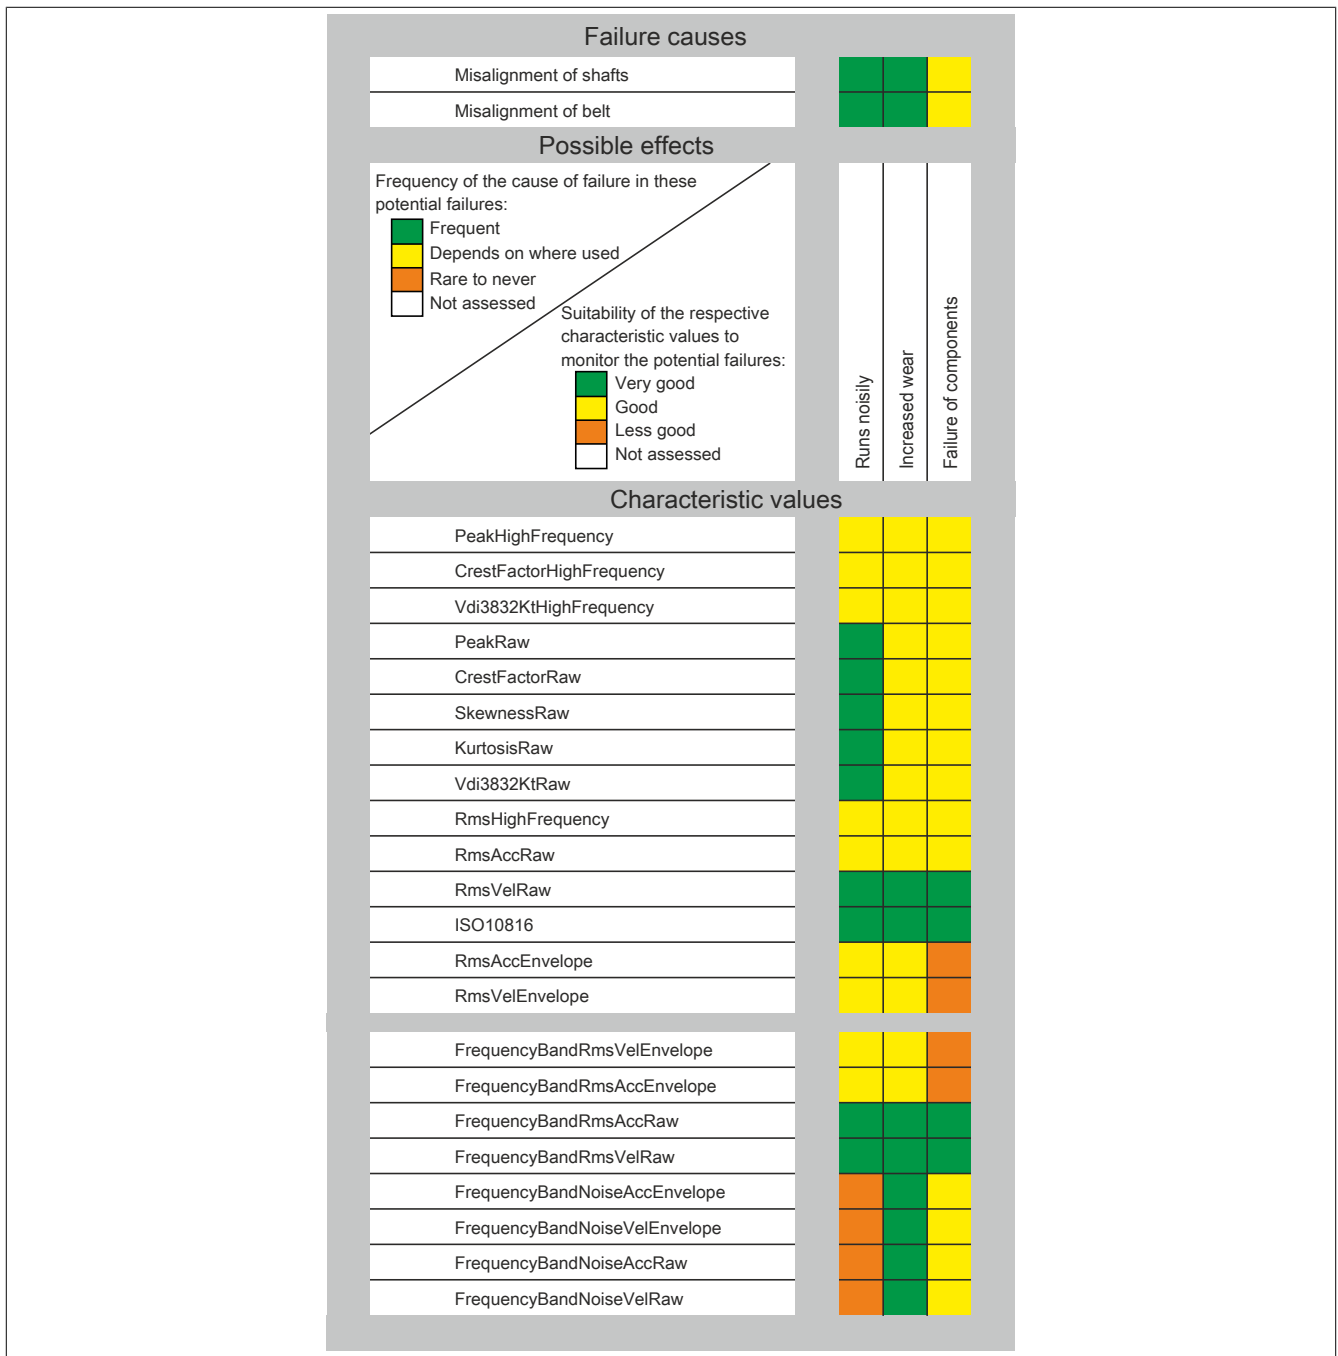 Failure causes
Misalignment of shafts
Misalignment of belt
Possible effects
Frequency of the cause of failure in these
potential failures:
Frequent
Depends on where used
Rare to never
Not assessed
Suitability of the respective
characteristic values to
monitor the potential failures:
Very good
Good
Less good
Not assessed
Runs noisily
Increased wear
Failure of components
Characteristic values
PeakHighFrequency
CrestFactorHighFrequency
Vdi3832KtHighFrequency
PeakRaw
CrestFactorRaw
SkewnessRaw
KurtosisRaw
Vdi3832KtRaw
RmsHighFrequency
RmsAccRaw
RmsVelRaw
ISO10816
RmsAccEnvelope
RmsVelEnvelope
FrequencyBandRmsVelEnvelope
FrequencyBandRmsAccEnvelope
FrequencyBandRmsAccRaw
FrequencyBandRmsVelRaw
FrequencyBandNoiseAccEnvelope
FrequencyBandNoiseVelEnvelope
FrequencyBandNoiseAccRaw
FrequencyBandNoiseVelRaw